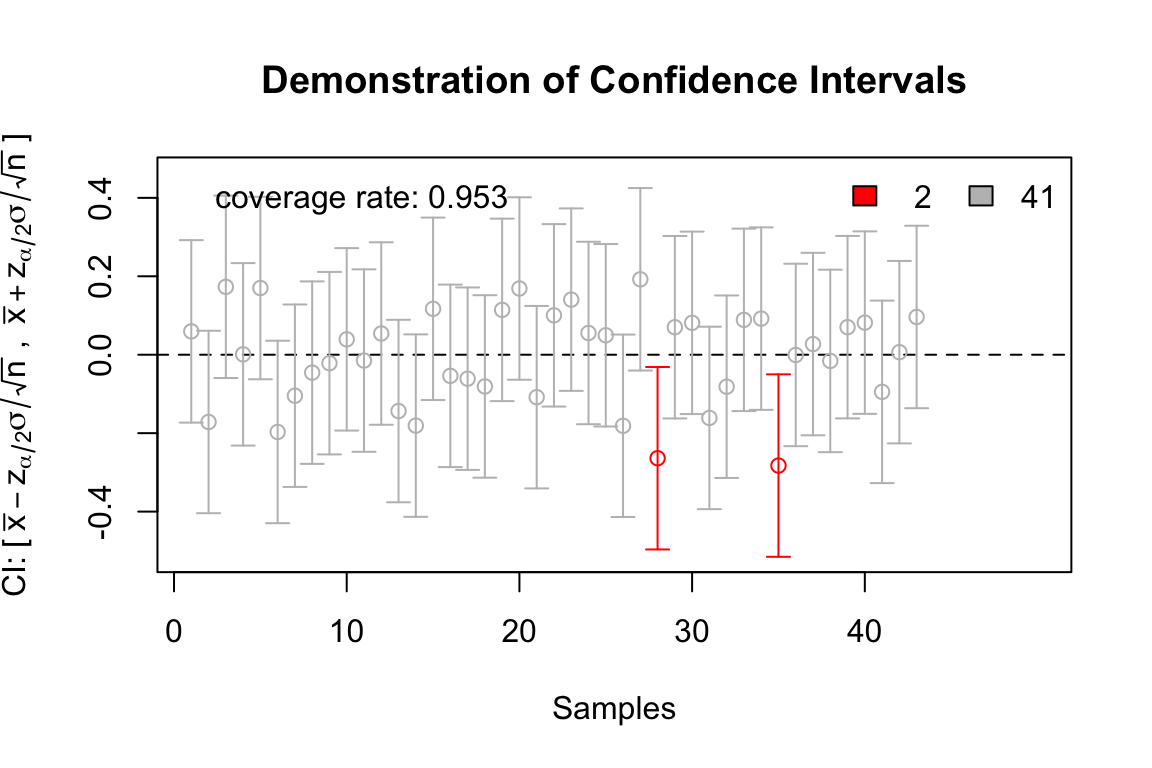 Demonstration of Confidence Intervals
coverage rate: 0.953
2
41
0.4
0.2
0.0
-0.4
CI: [ x̅ − z_{α/2}σ/√n , x̅ + z_{α/2}σ/√n ]
0 10 20 30 40
Samples